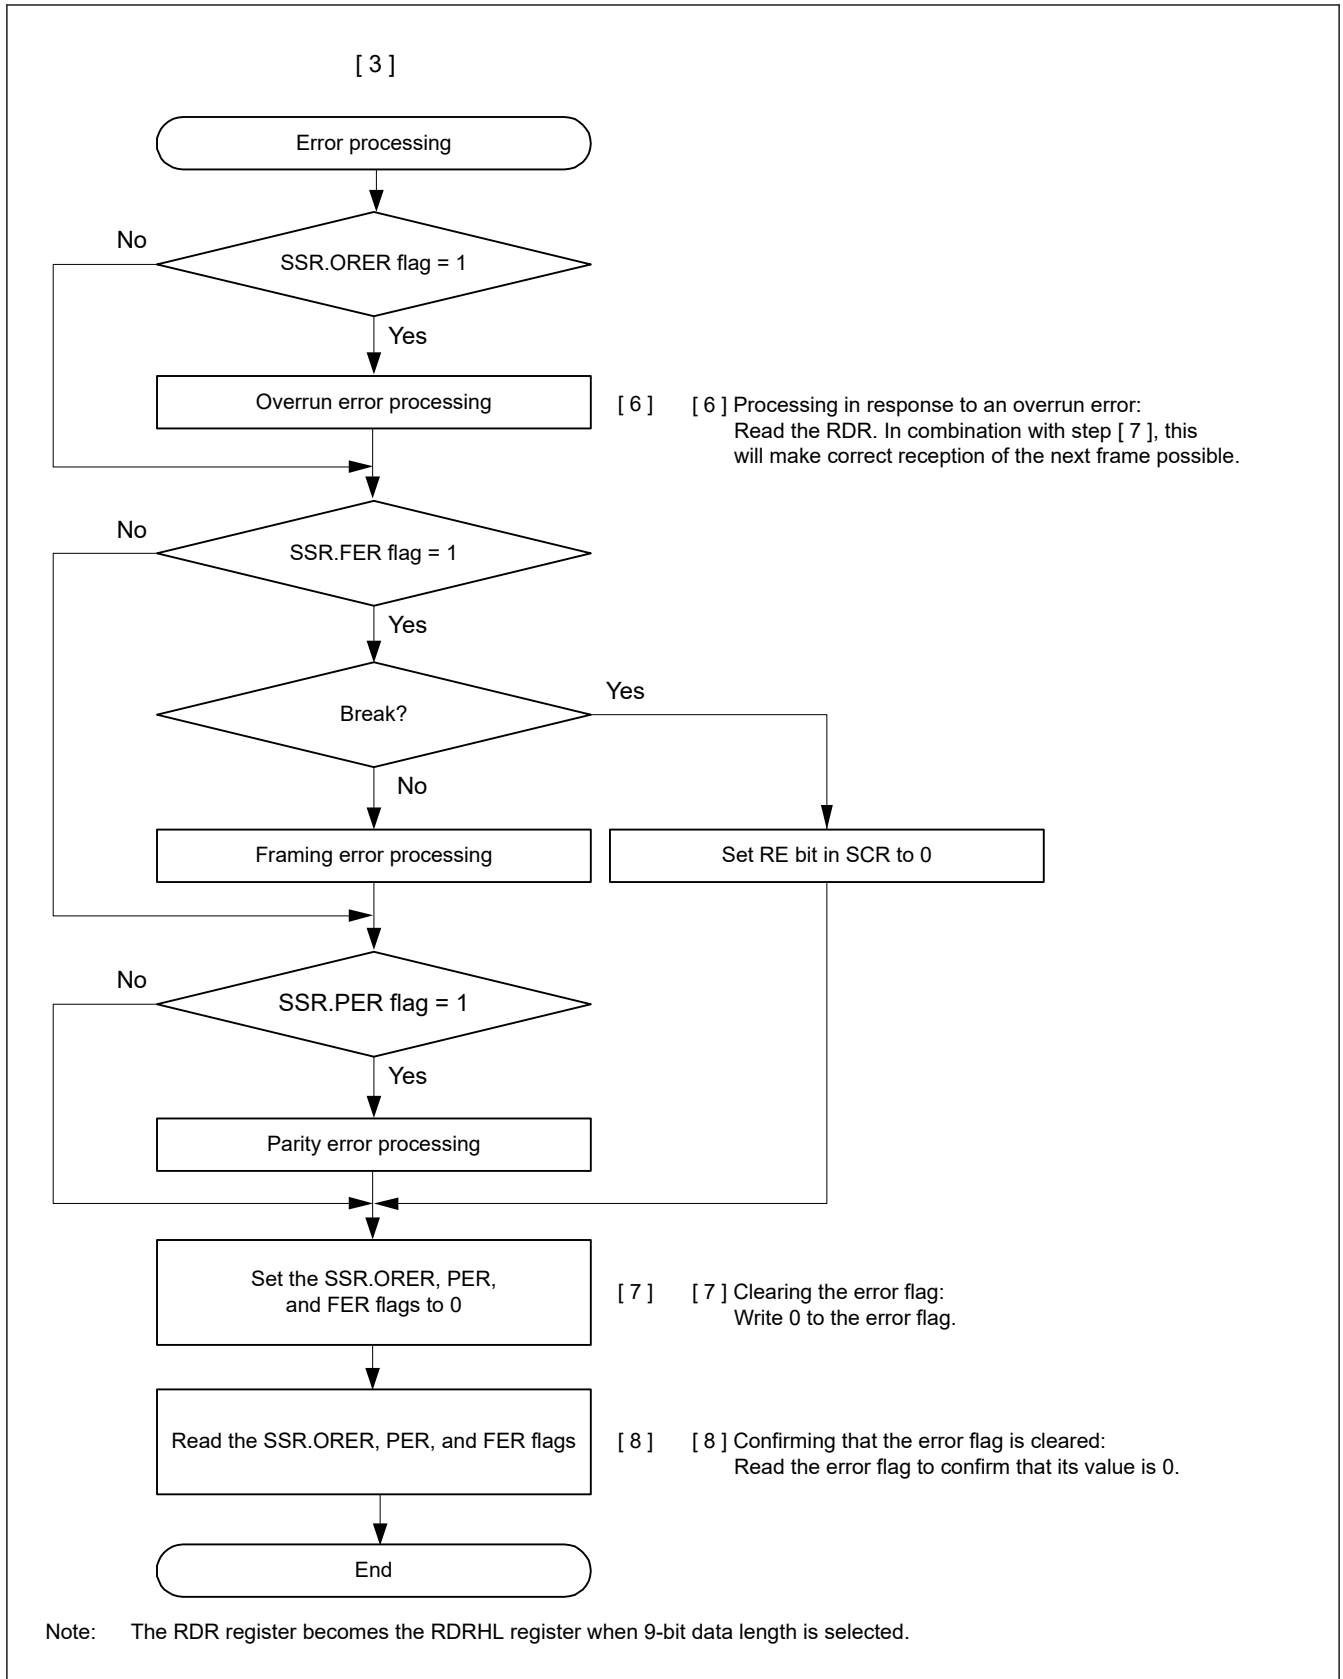 [ 3 ]
Error processing
No
SSR.ORER flag = 1
Yes
Overrun error processing
[ 6 ]
[ 6 ] Processing in response to an overrun error:
Read the RDR. In combination with step [ 7 ], this
will make correct reception of the next frame possible.
No
SSR.FER flag = 1
Yes
Break?
Yes
No
Framing error processing
Set RE bit in SCR to 0
No
SSR.PER flag = 1
Yes
Parity error processing
Set the SSR.ORER, PER,
and FER flags to 0
[ 7 ]
[ 7 ] Clearing the error flag:
Write 0 to the error flag.
Read the SSR.ORER, PER, and FER flags
[ 8 ]
[ 8 ] Confirming that the error flag is cleared:
Read the error flag to confirm that its value is 0.
End
Note: The RDR register becomes the RDRHL register when 9-bit data length is selected.